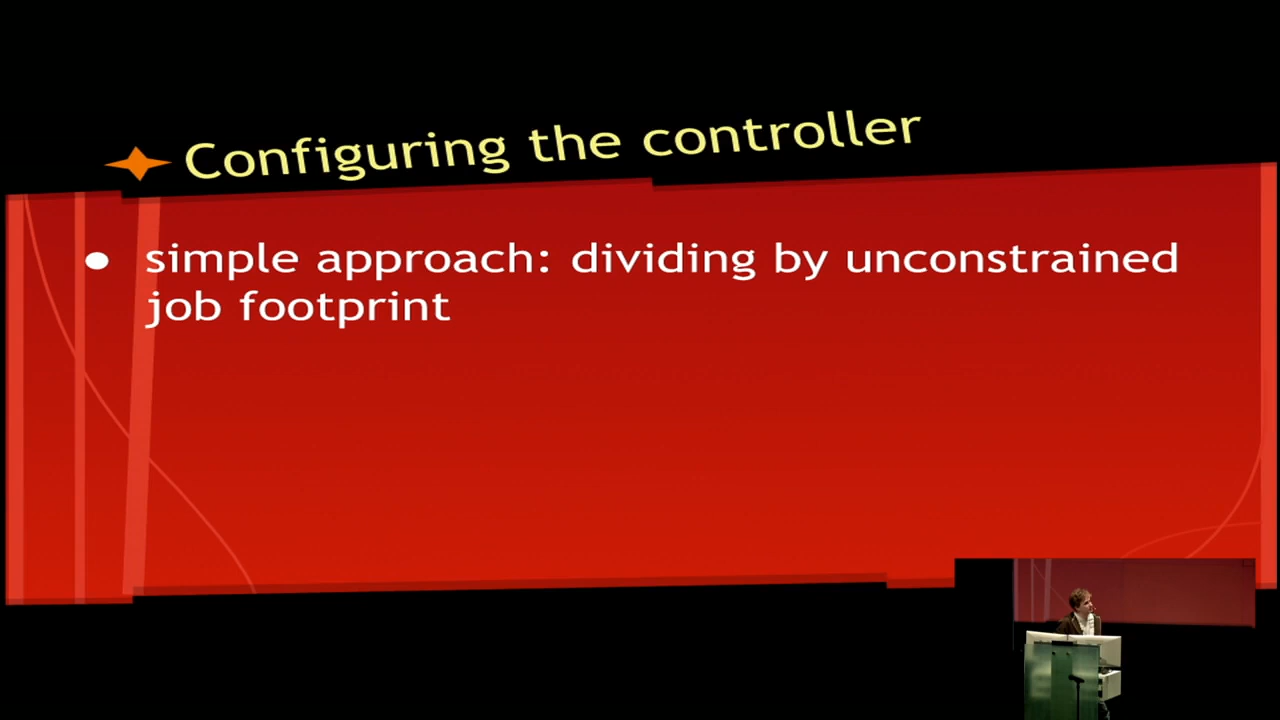 Configuring the controller
simple approach: dividing by unconstrained
job footprint